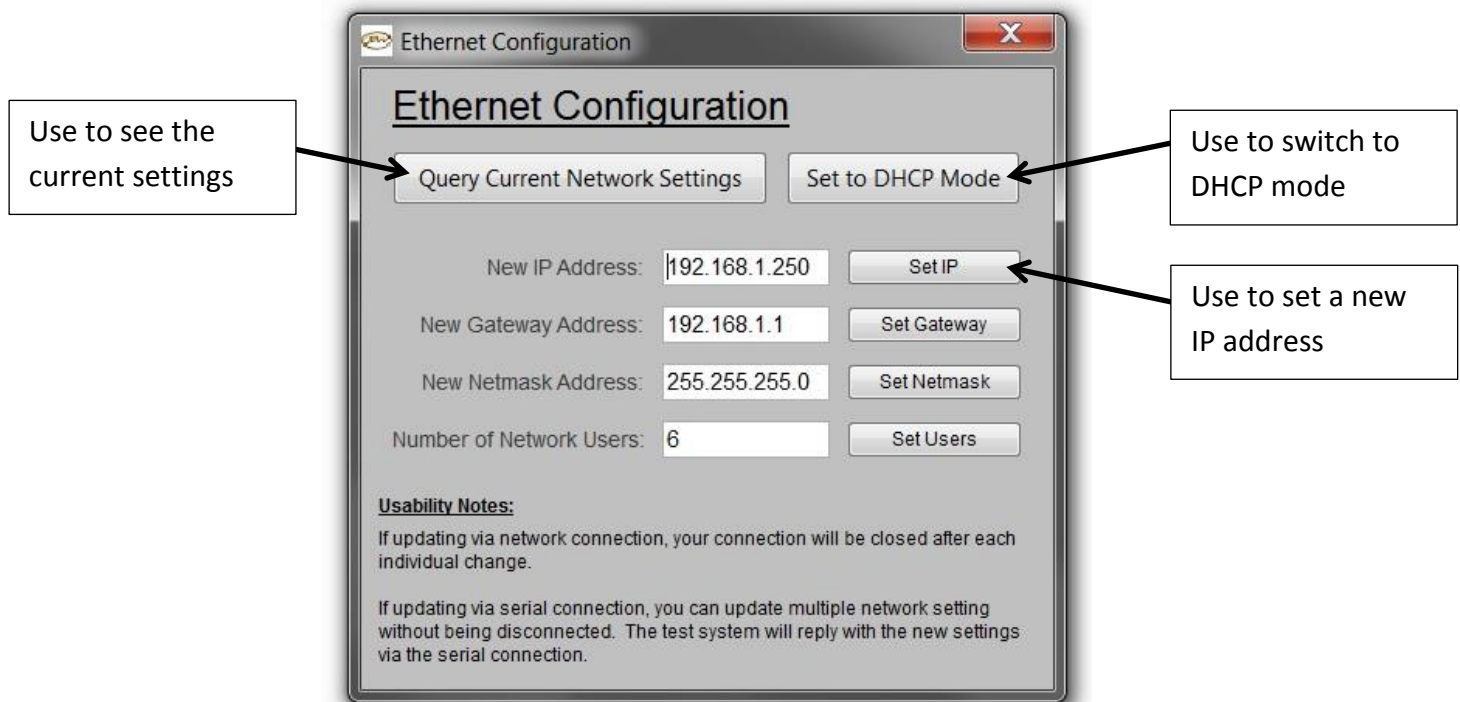 Ethernet Configuration
X
Ethernet Configuration
Use to see the
current settings
Query Current Network Settings
Set to DHCP Mode
Use to switch to
DHCP mode
New IP Address: 192.168.1.250 Set IP
Use to set a new
IP address
New Gateway Address: 192.168.1.1 Set Gateway
New Netmask Address: 255.255.255.0 Set Netmask
Number of Network Users: 6 Set Users
Usability Notes:
If updating via network connection, your connection will be closed after each
individual change.
If updating via serial connection, you can update multiple network setting
without being disconnected.  The test system will reply with the new settings
via the serial connection.